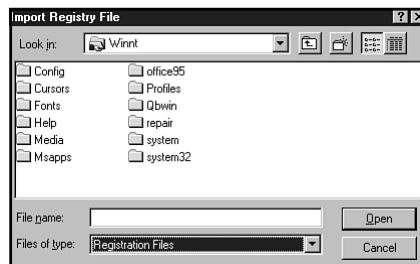 Import Registry File
Look in: Winnt
Config office95
Cursors Profiles
Fonts Qbwin
Help repair
Media system
Msapps system32
File name: Open
Files of type: Registration Files Cancel